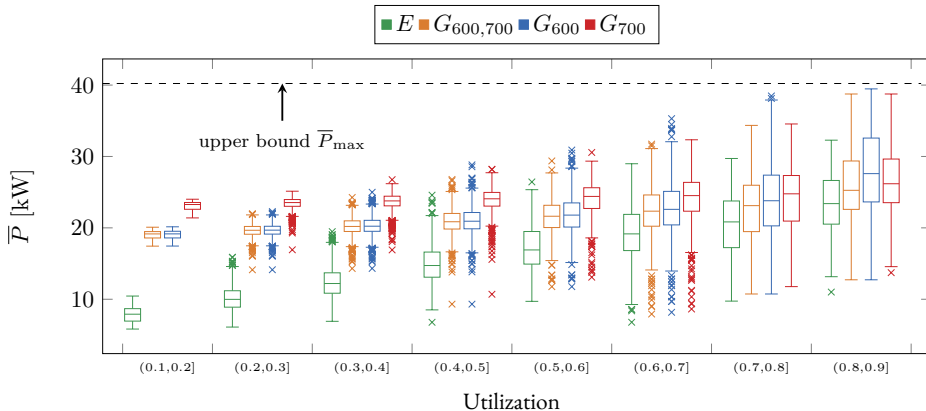 E G600,700 G600 G700
40
30
20
10
P̅ [kW]
upper bound P̅max
(0.1,0.2] (0.2,0.3] (0.3,0.4] (0.4,0.5] (0.5,0.6] (0.6,0.7] (0.7,0.8] (0.8,0.9]
Utilization